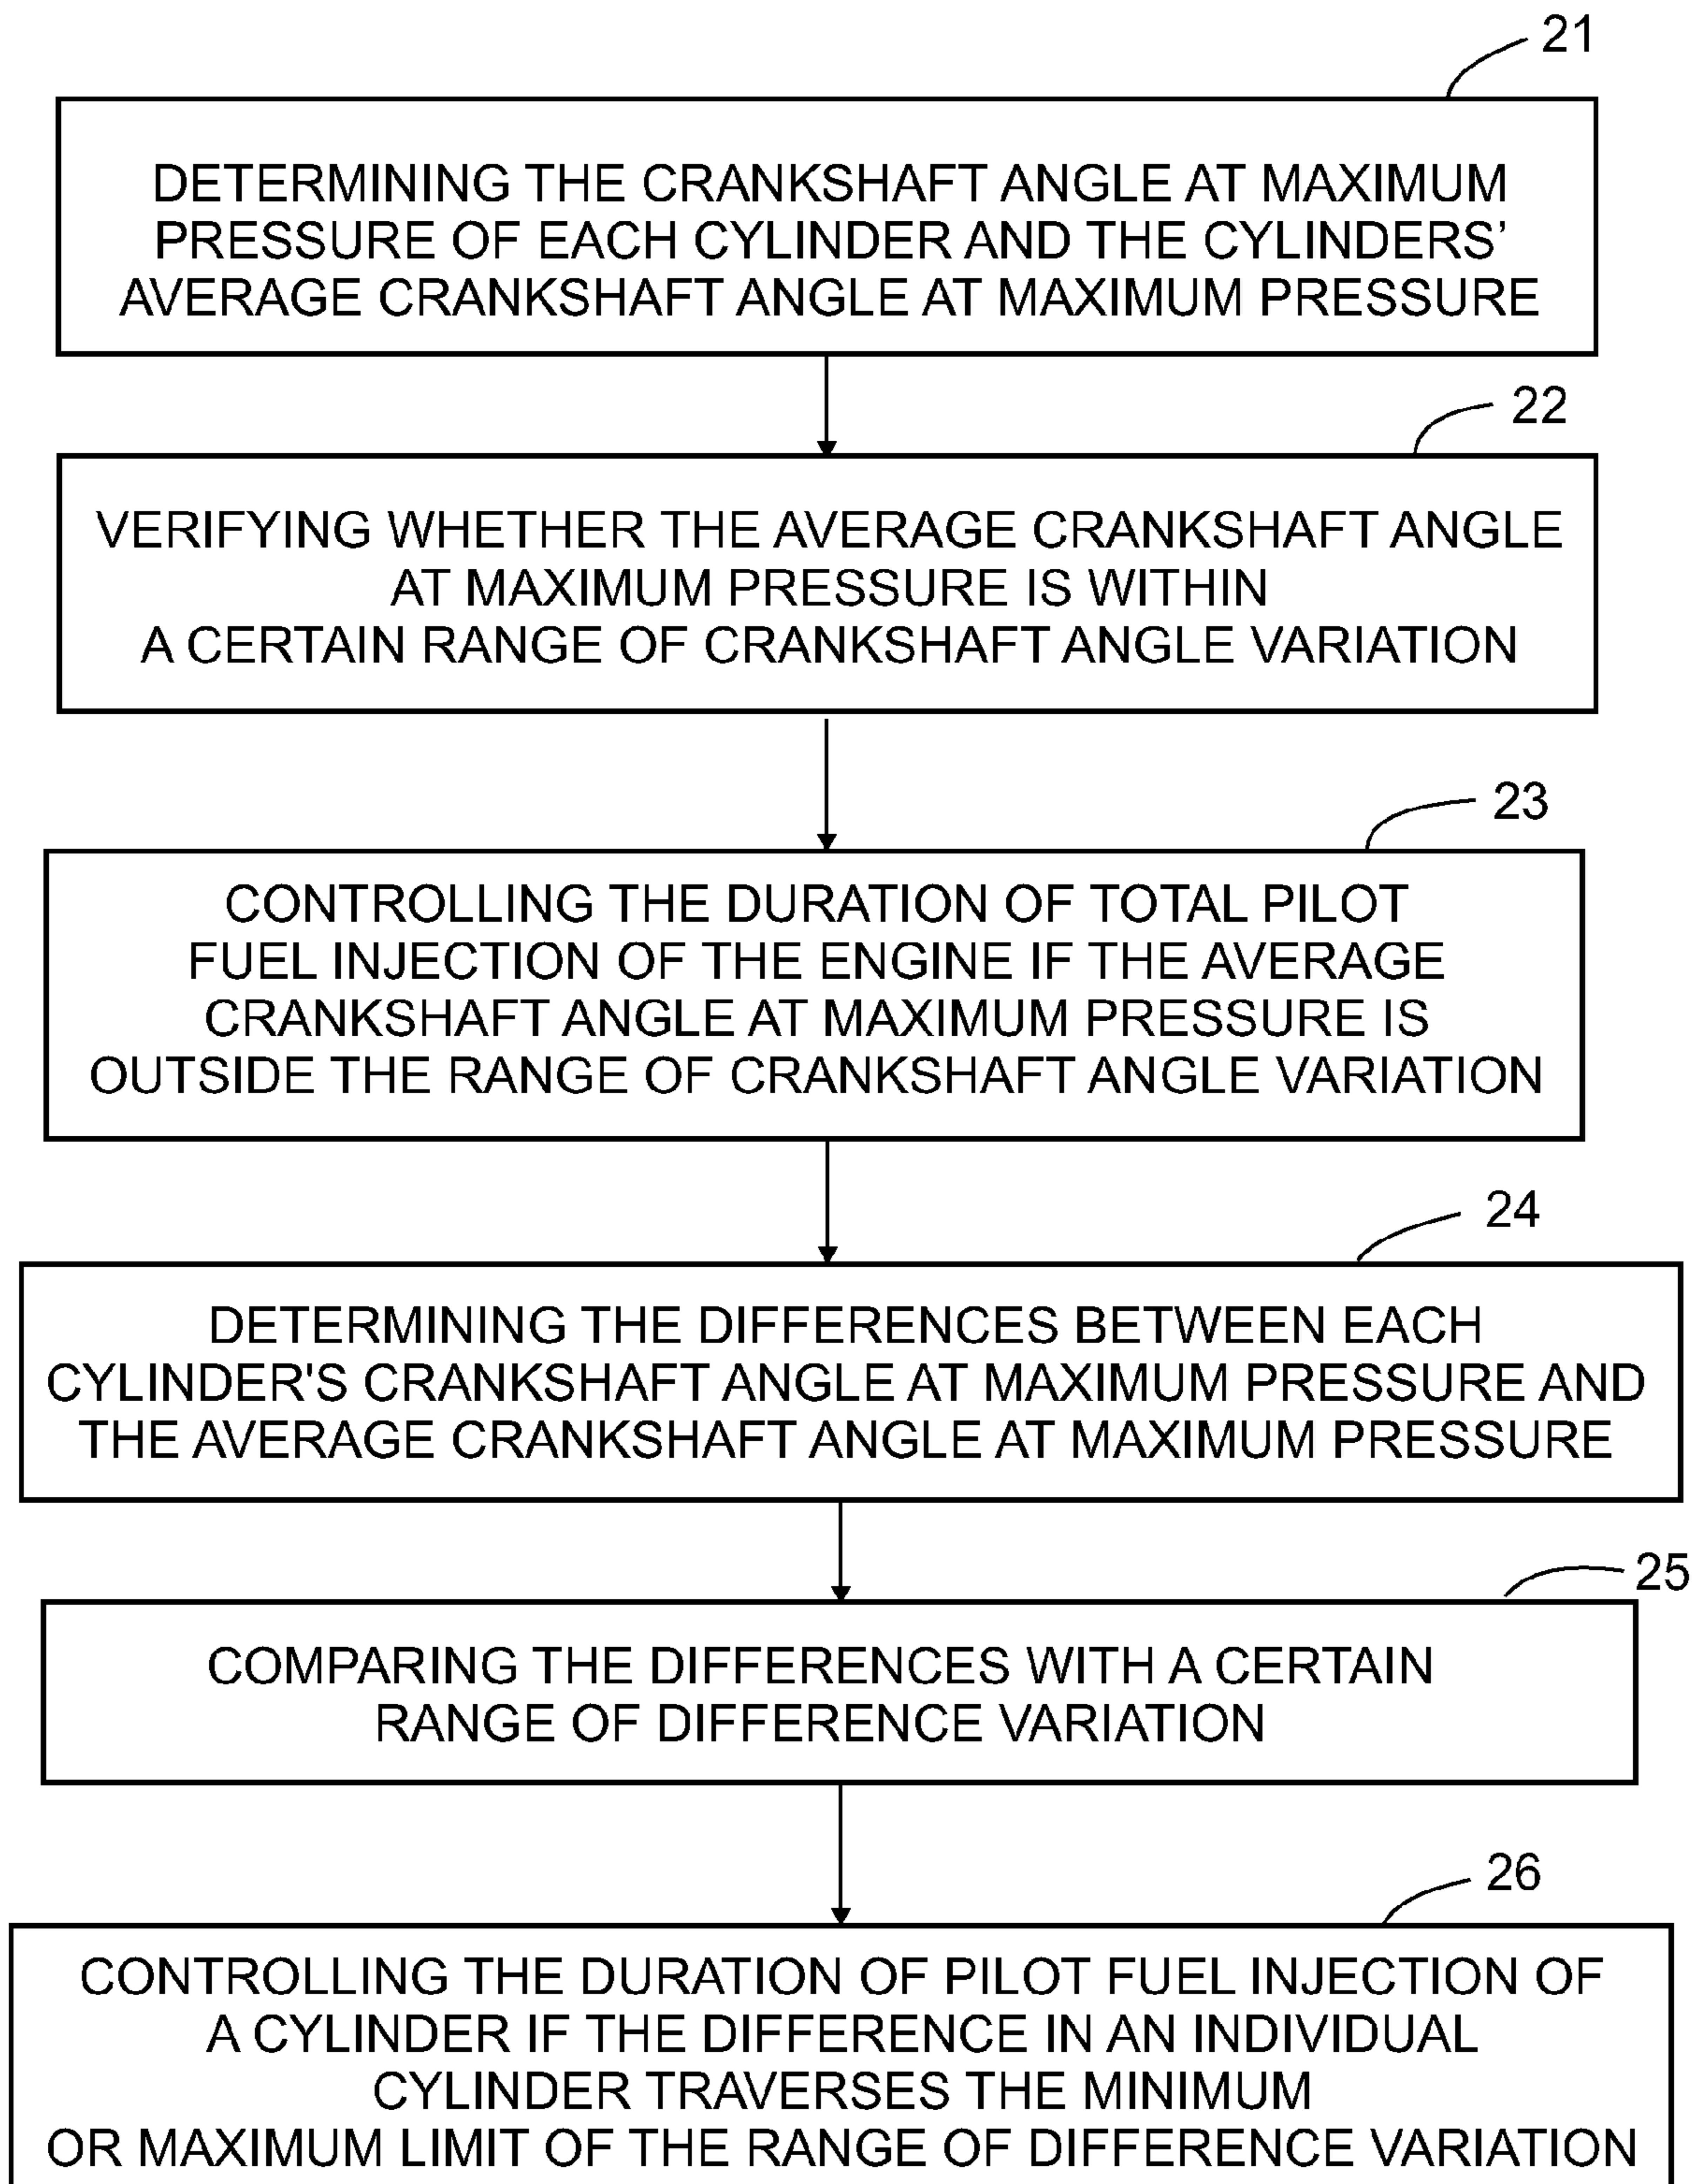 21
DETERMINING THE CRANKSHAFT ANGLE AT MAXIMUM
PRESSURE OF EACH CYLINDER AND THE CYLINDERS’
AVERAGE CRANKSHAFT ANGLE AT MAXIMUM PRESSURE
22
VERIFYING WHETHER THE AVERAGE CRANKSHAFT ANGLE
AT MAXIMUM PRESSURE IS WITHIN
A CERTAIN RANGE OF CRANKSHAFT ANGLE VARIATION
23
CONTROLLING THE DURATION OF TOTAL PILOT
FUEL INJECTION OF THE ENGINE IF THE AVERAGE
CRANKSHAFT ANGLE AT MAXIMUM PRESSURE IS
OUTSIDE THE RANGE OF CRANKSHAFT ANGLE VARIATION
24
DETERMINING THE DIFFERENCES BETWEEN EACH
CYLINDER'S CRANKSHAFT ANGLE AT MAXIMUM PRESSURE AND
THE AVERAGE CRANKSHAFT ANGLE AT MAXIMUM PRESSURE
25
COMPARING THE DIFFERENCES WITH A CERTAIN
RANGE OF DIFFERENCE VARIATION
26
CONTROLLING THE DURATION OF PILOT FUEL INJECTION OF
A CYLINDER IF THE DIFFERENCE IN AN INDIVIDUAL
CYLINDER TRAVERSES THE MINIMUM
OR MAXIMUM LIMIT OF THE RANGE OF DIFFERENCE VARIATION